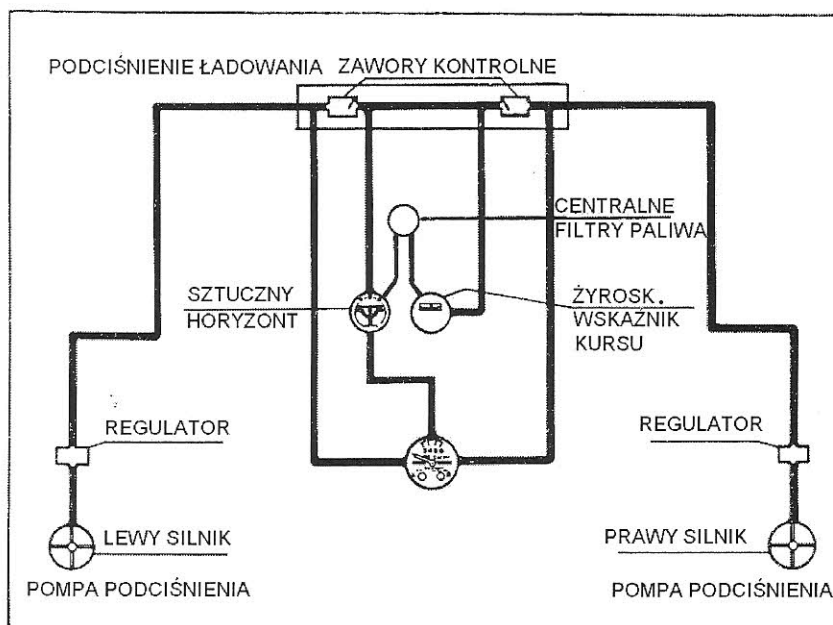 PODCIŚNIENIE ŁADOWANIA ZAWORY KONTROLNE
CENTRALNE
FILTRY PALIWA
SZTUCZNY
HORYZONT
ŻYROSK.
WSKAŹNIK
KURSU
REGULATOR
REGULATOR
LEWY SILNIK
PRAWY SILNIK
POMPA PODCIŚNIENIA
POMPA PODCIŚNIENIA